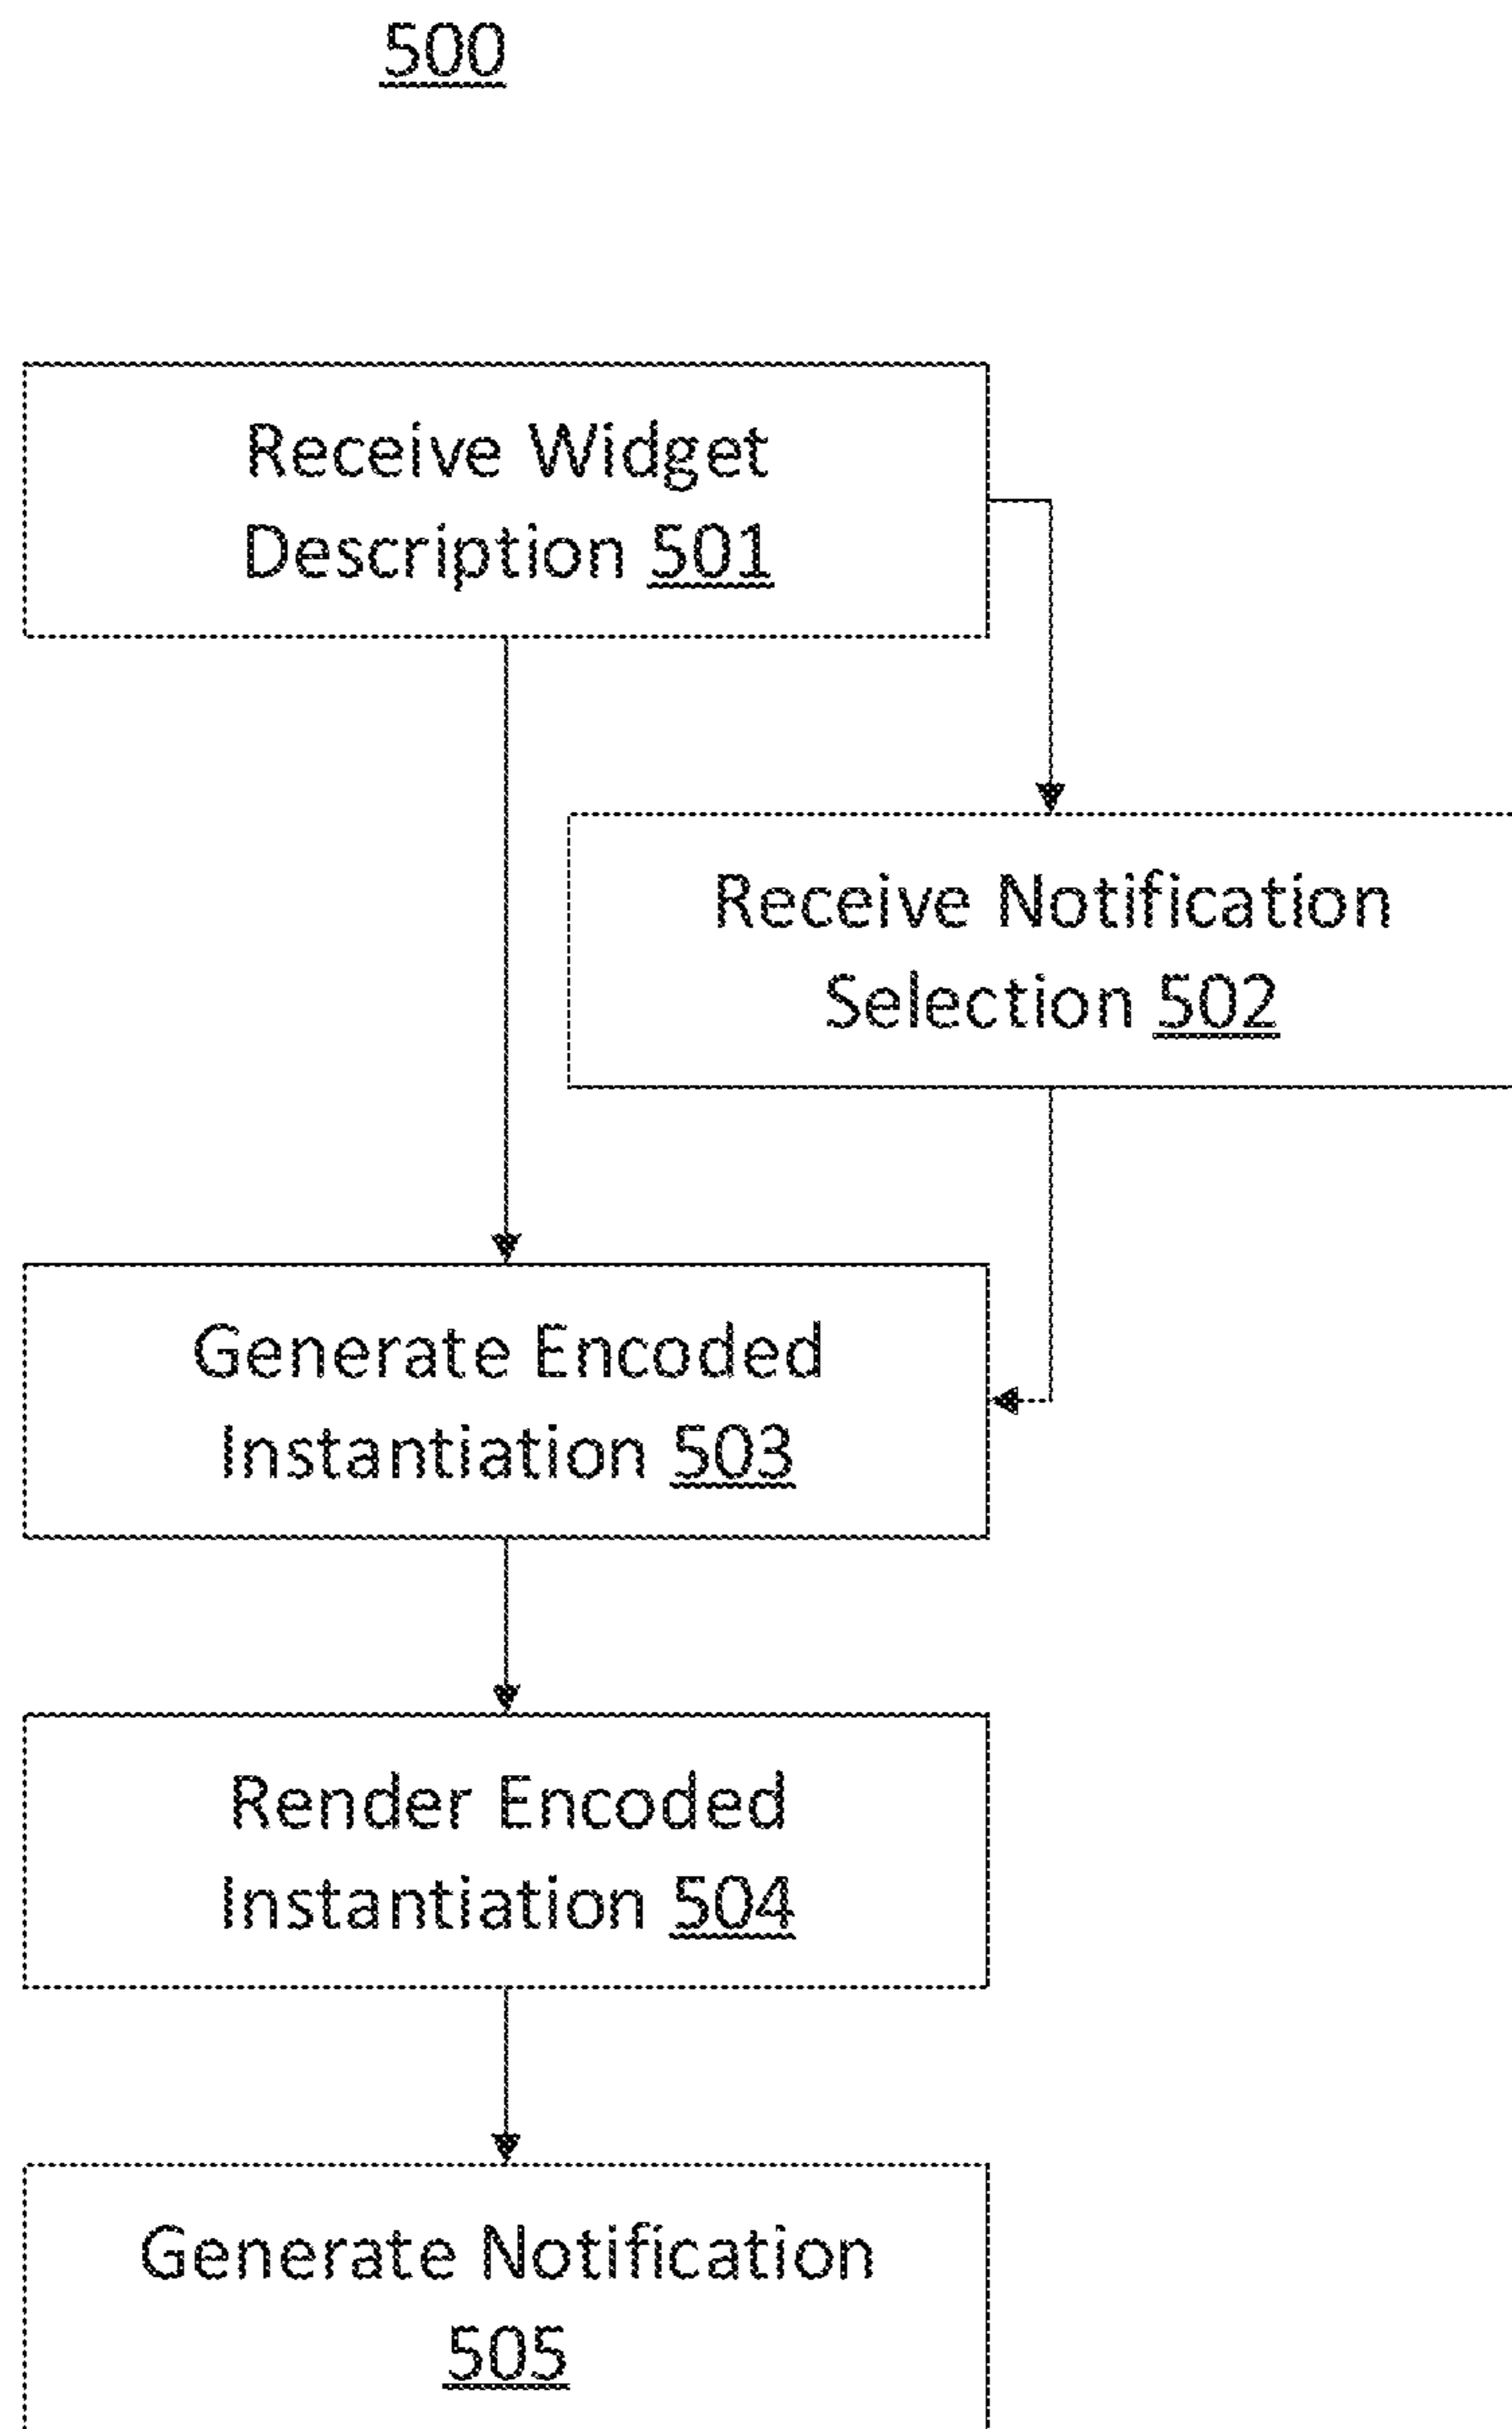 500
Receive Widget
Description 501
Receive Notification
Selection 502
Generate Encoded
Instantiation 503
Render Encoded
Instantiation 504
Generate Notification
505